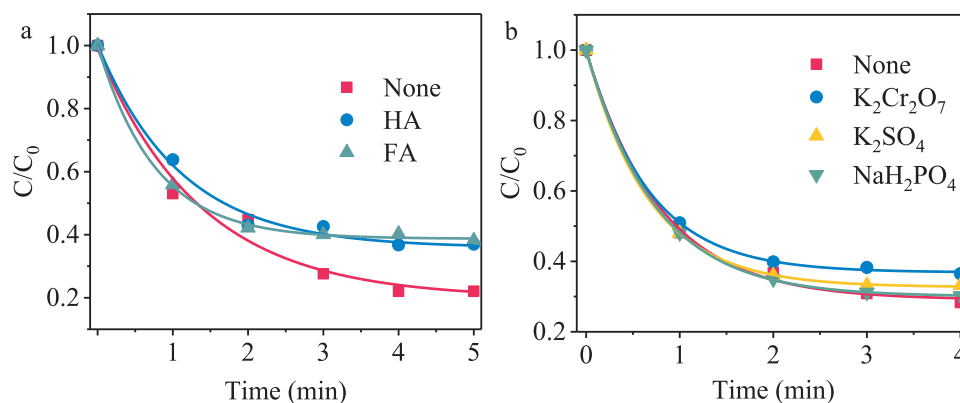 a
1.0
0.8
0.6
0.4
0.2
C/C₀
None
HA
FA
1 2 3 4 5
Time (min)
b
1.0
0.8
0.6
0.4
0.2
C/C₀
None
K₂Cr₂O₇
K₂SO₄
NaH₂PO₄
0 1 2 3 4
Time (min)